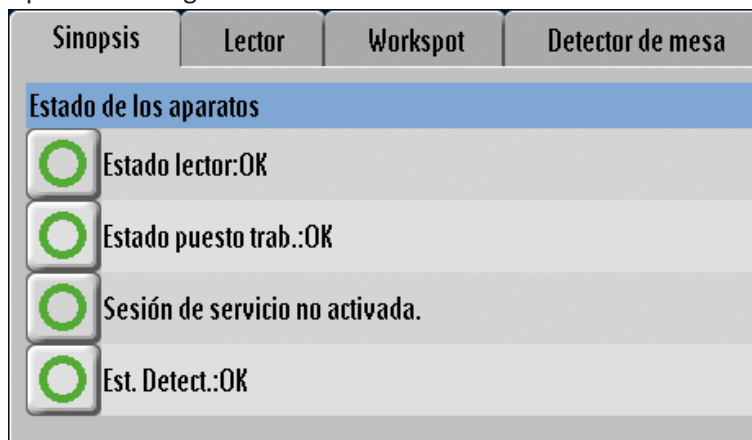 Sinopsis
Lector
Workspot
Detector de mesa
Estado de los aparatos
Estado lector:OK
Estado puesto trab.:OK
Sesión de servicio no activada.
Est. Detect.:OK